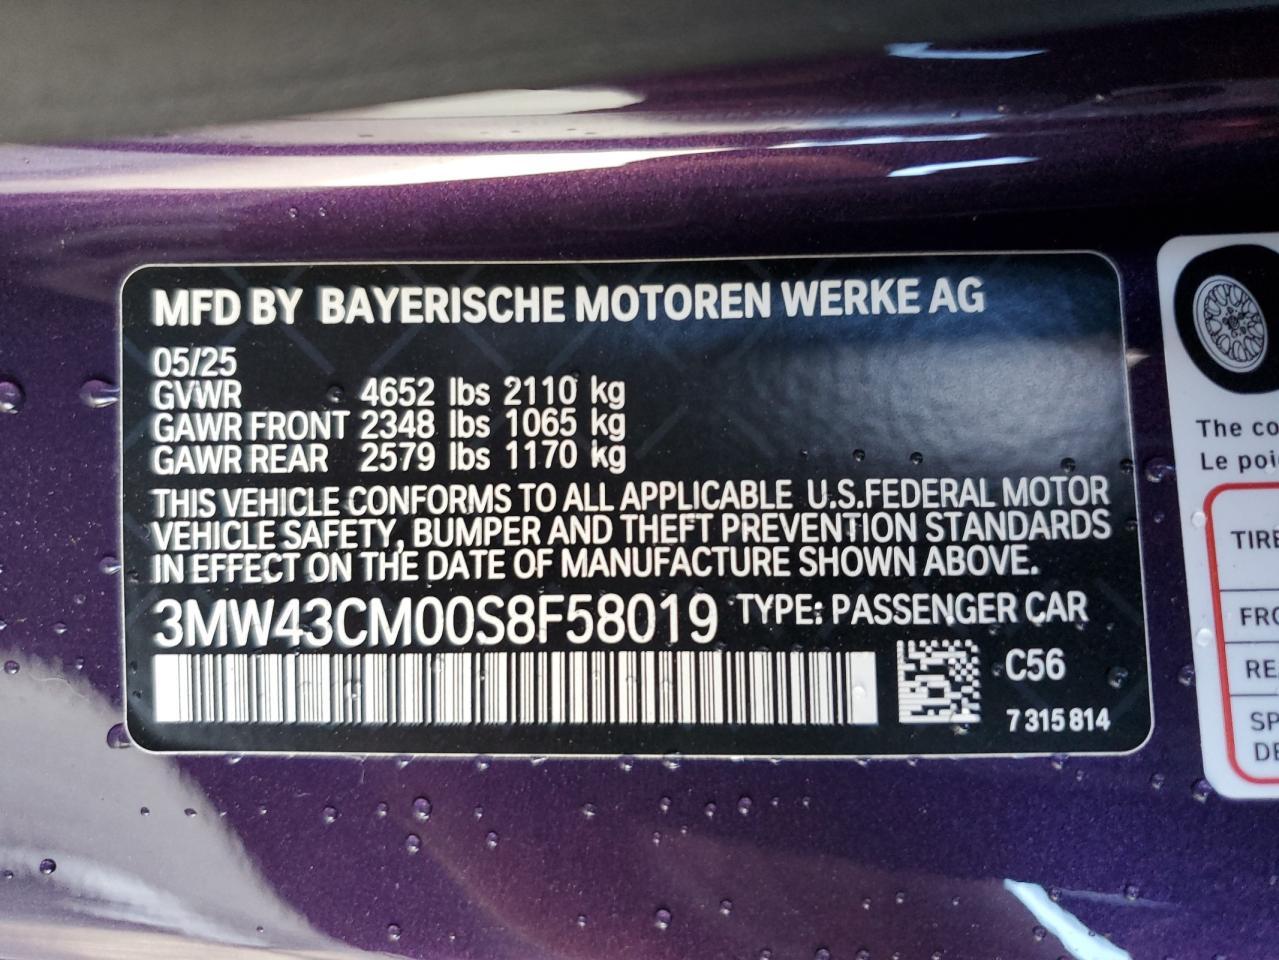 MFD BY BAYERISCHE MOTOREN WERKE AG
05/25
GVWR 4652 lbs 2110 kg
GAWR FRONT 2348 lbs 1065 kg
GAWR REAR 2579 lbs 1170 kg
THIS VEHICLE CONFORMS TO ALL APPLICABLE U.S.FEDERAL MOTOR
VEHICLE SAFETY, BUMPER AND THEFT PREVENTION STANDARDS
IN EFFECT ON THE DATE OF MANUFACTURE SHOWN ABOVE.
3MW43CM00S8F58019 TYPE: PASSENGER CAR
C56
7 315 814
The co
Le poi
TIRE
FRO
RE
SP
DE